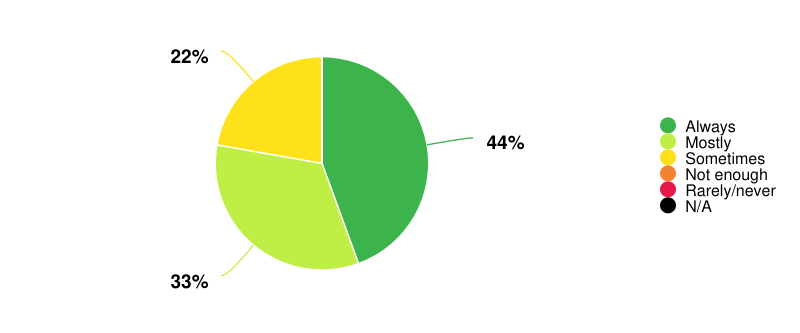 22%
44%
33%
Always
Mostly
Sometimes
Not enough
Rarely/never
N/A